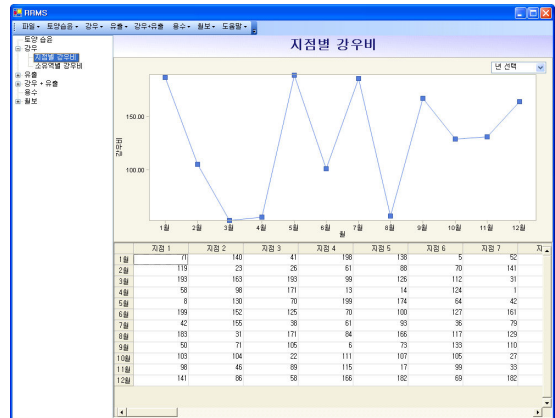 RRMS
파일 토양습윤 강우 유출 강우+유출 용수 월보 도움말
토양 습윤
강우
지점별 강우비
소유역별 강우비
유출
강우 + 유출
용수
월보
지점별 강우비
년 선택
150.00
100.00
강우비
1월 2월 3월 4월 5월 6월 7월 8월 9월 10월 11월 12월
월
지점 1 지점 2 지점 3 지점 4 지점 5 지점 6 지점 7
1월 71 140 41 198 138 5 52
2월 119 23 26 61 88 70 141
3월 193 163 193 99 126 112 31
4월 58 98 171 13 14 124 1
5월 8 130 70 199 174 64 42
6월 199 152 125 70 100 127 161
7월 42 155 38 61 93 36 79
8월 183 31 171 84 166 117 129
9월 50 71 105 6 73 133 110
10월 103 104 22 111 107 105 27
11월 98 46 89 115 17 99 33
12월 141 86 58 166 182 69 182